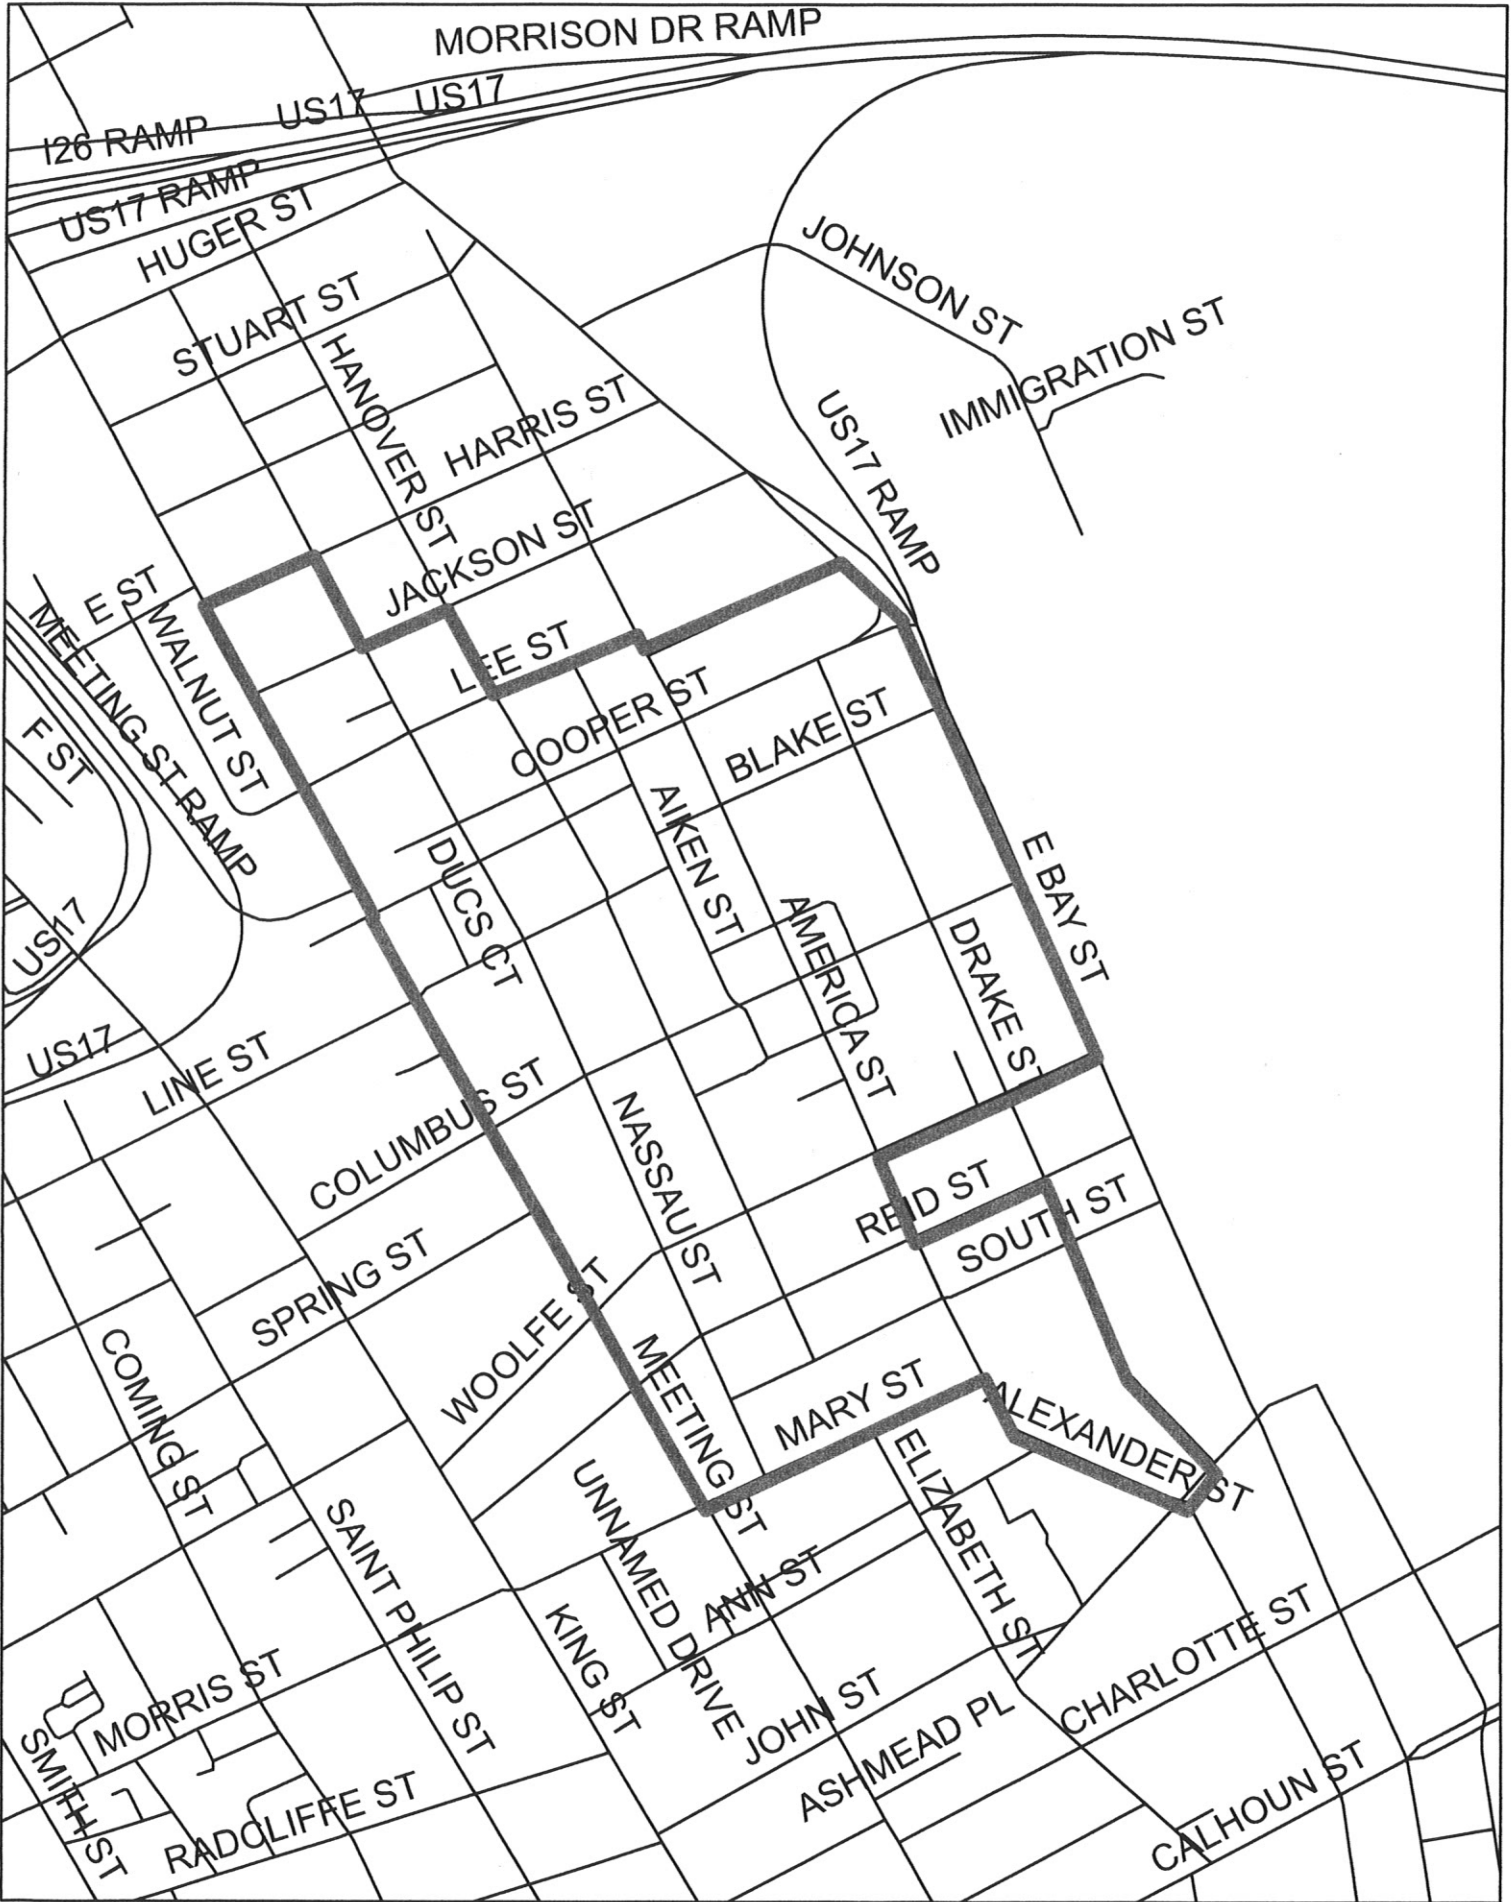 MORRISON DR RAMP
US17
US17
I26 RAMP
US17 RAMP
HUGER ST
JOHNSON ST
STUART ST
IMMIGRATION ST
HANOVER ST
HARRIS ST
US17 RAMP
JACKSON ST
E ST
MEETING ST RAMP
WALNUT ST
LEE ST
COOPER ST
BLAKE ST
F ST
AIKEN ST
DUCS CT
E BAY ST
US17
AMERICA ST
DRAKE ST
US17
LINE ST
COLUMBUS ST
NASSAU ST
REID ST
SOUTH ST
SPRING ST
WOOLFE ST
COMING ST
MEETING ST
MARY ST
ALEXANDER ST
ELIZABETH ST
UNNAMED DRIVE
SAINT PHILIP ST
ANN ST
KING ST
CHARLOTTE ST
MORRIS ST
JOHN ST
ASHMEAD PL
SMITH ST
RADCLIFFE ST
CALHOUN ST